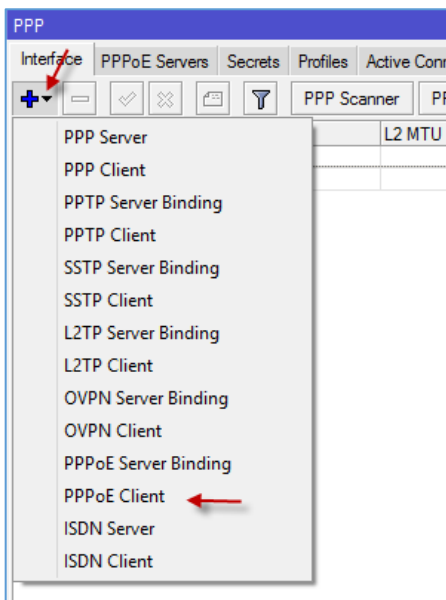 PPP
Interface PPPoE Servers Secrets Profiles Active Conn
PPP Scanner
L2 MTU
PPP Server
PPP Client
PPTP Server Binding
PPTP Client
SSTP Server Binding
SSTP Client
L2TP Server Binding
L2TP Client
OVPN Server Binding
OVPN Client
PPPoE Server Binding
PPPoE Client
ISDN Server
ISDN Client